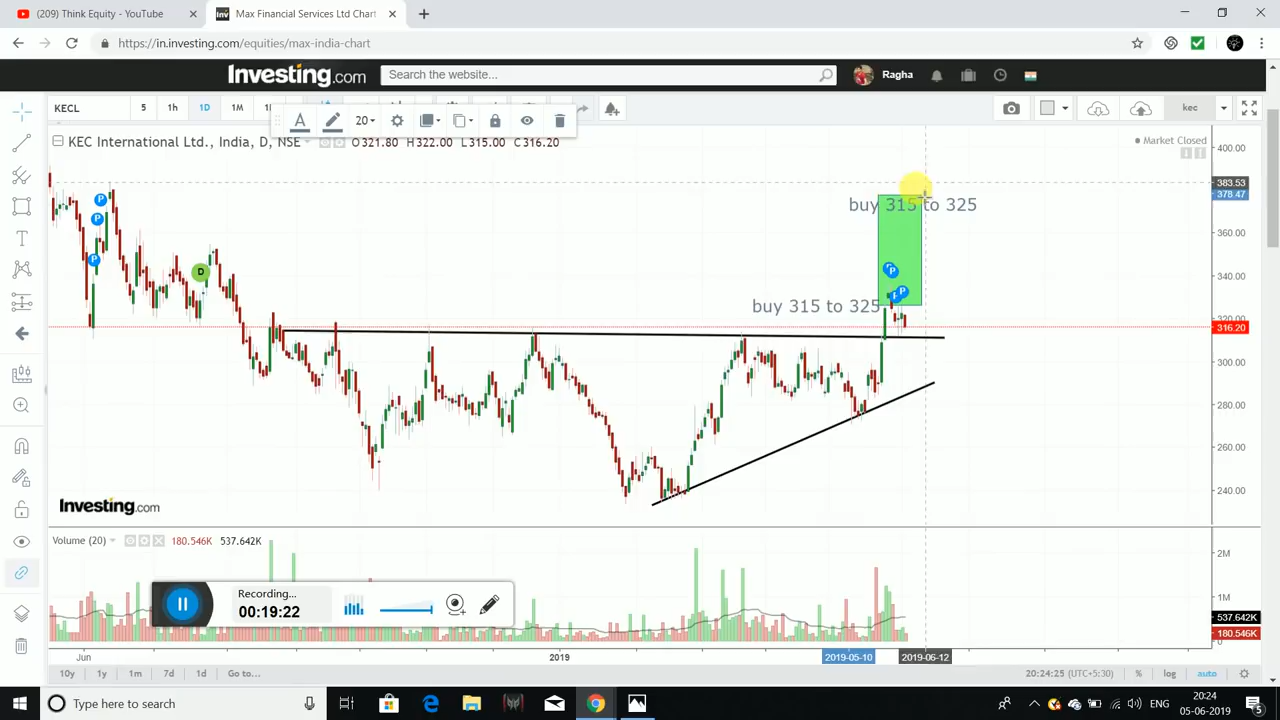 (209) Think Equity - YouTube
Max Financial Services Ltd Chart
https://in.investing.com/equities/max-india-chart
Investing.com
Search the website...
Ragha
KECL
5
1h
1D
1M
20
kec
KEC International Ltd., India, D, NSE
O321.80 H322.00 L315.00 C316.20
Market Closed
400.00
383.53
378.47
360.00
340.00
320.00
316.20
300.00
280.00
260.00
240.00
buy 315 to 325
buy 315 to 325
P
P
P
D
P
P
P
Investing.com
Volume (20)
180.546K
537.642K
2M
1M
537.642K
180.546K
0
Recording...
00:19:22
Jun
2019
2019-05-10
2019-06-12
10y
1y
1m
7d
1d
Go to...
20:24:25 (UTC+5:30)
%
log
auto
Type here to search
ENG
20:24
05-06-2019
5